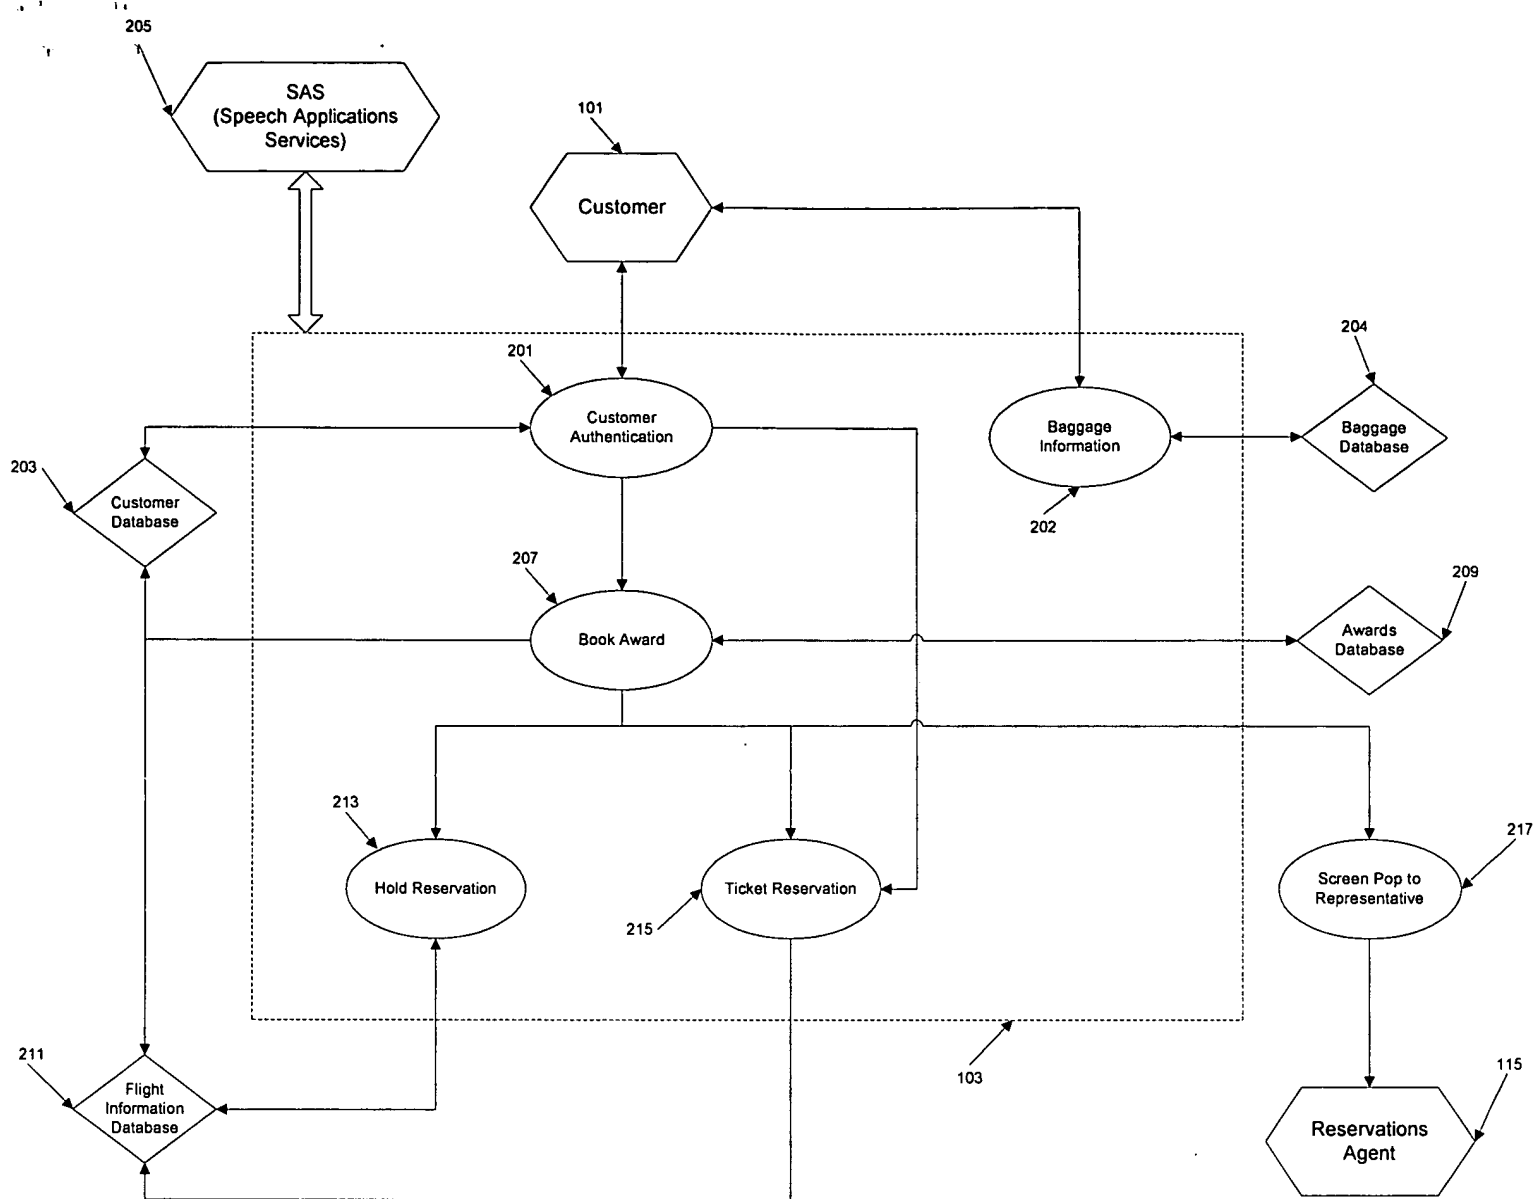 205
SAS
(Speech Applications
Services)
101
Customer
204
201
Customer
Authentication
Baggage
Information
Baggage
Database
203
Customer
Database
202
207
209
Book Award
Awards
Database
213
217
Hold Reservation
Ticket Reservation
Screen Pop to
Representative
215
211
103
115
Flight
Information
Database
Reservations
Agent